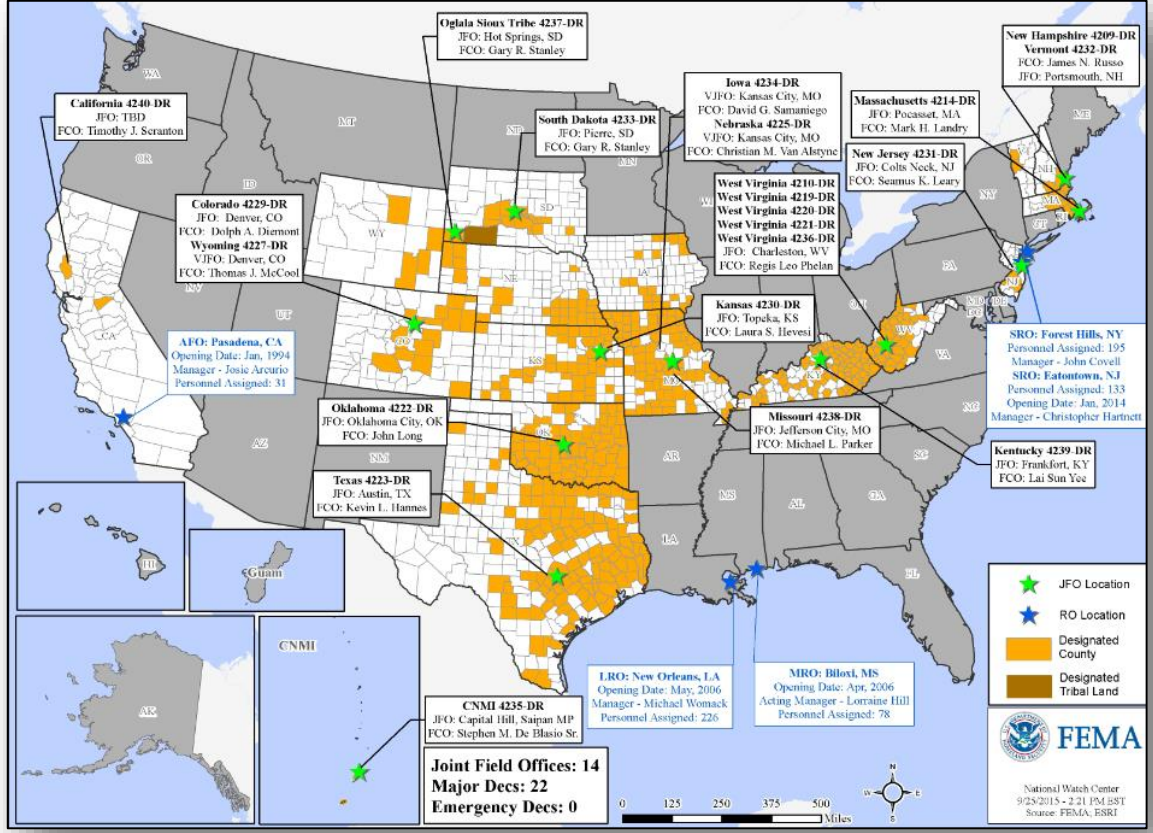 Oglala Sioux Tribe 4237-DR
JFO: Hot Springs, SD
FCO: Gary R. Stanley
New Hampshire 4209-DR
Vermont 4232-DR
FCO: James N. Russo
JFO: Portsmouth, NH
California 4240-DR
JFO: TBD
FCO: Timothy J. Scranton
South Dakota 4233-DR
JFO: Pierre, SD
FCO: Gary R. Stanley
Iowa 4234-DR
VJFO: Kansas City, MO
FCO: David G. Samaniego
Nebraska 4225-DR
VJFO: Kansas City, MO
FCO: Christian M. Van Alstyne
Massachusetts 4214-DR
JFO: Pocasset, MA
FCO: Mark H. Landry
New Jersey 4231-DR
JFO: Colts Neck, NJ
FCO: Seamus K. Leary
Colorado 4229-DR
JFO: Denver, CO
FCO: Dolph A. Diemont
Wyoming 4227-DR
VJFO: Denver, CO
FCO: Thomas J. McCool
West Virginia 4210-DR
West Virginia 4219-DR
West Virginia 4220-DR
West Virginia 4221-DR
West Virginia 4236-DR
JFO: Charleston, WV
FCO: Regis Leo Phelan
Kansas 4230-DR
JFO: Topeka, KS
FCO: Laura S. Hevesi
AFO: Pasadena, CA
Opening Date: Jan, 1994
Manager - Josie Arcurio
Personnel Assigned: 31
SRO: Forest Hills, NY
Personnel Assigned: 195
Manager - John Covell
SRO: Eatontown, NJ
Personnel Assigned: 133
Opening Date: Jan, 2014
Manager - Christopher Hartnett
Oklahoma 4222-DR
JFO: Oklahoma City, OK
FCO: John Long
Missouri 4238-DR
JFO: Jefferson City, MO
FCO: Michael L. Parker
Kentucky 4239-DR
JFO: Frankfort, KY
FCO: Lai Sun Yee
Texas 4223-DR
JFO: Austin, TX
FCO: Kevin L. Hannes
WA
OR
ID
MT
ND
MN
WI
NV
UT
CA
AZ
NM
WY
SD
NE
IA
CO
KS
MO
OK
AR
TX
LA
MS
AL
GA
FL
SC
NC
VA
WV
KY
OH
PA
NY
NJ
MD
DE
DC
CT
RI
MA
NH
VT
ME
HI
Guam
AK
CNMI
CNMI 4235-DR
JFO: Capital Hill, Saipan MP
FCO: Stephen M. De Blasio Sr.
LRO: New Orleans, LA
Opening Date: May, 2006
Manager - Michael Womack
Personnel Assigned: 226
MRO: Biloxi, MS
Opening Date: Apr, 2006
Acting Manager - Lorraine Hill
Personnel Assigned: 78
Joint Field Offices: 14
Major Decs: 22
Emergency Decs: 0
0 125 250 375 500
Miles
N
W E
S
JFO Location
RO Location
Designated
County
Designated
Tribal Land
FEMA
National Watch Center
9/25/2015 - 2:21 PM EST
Source: FEMA, ESRI